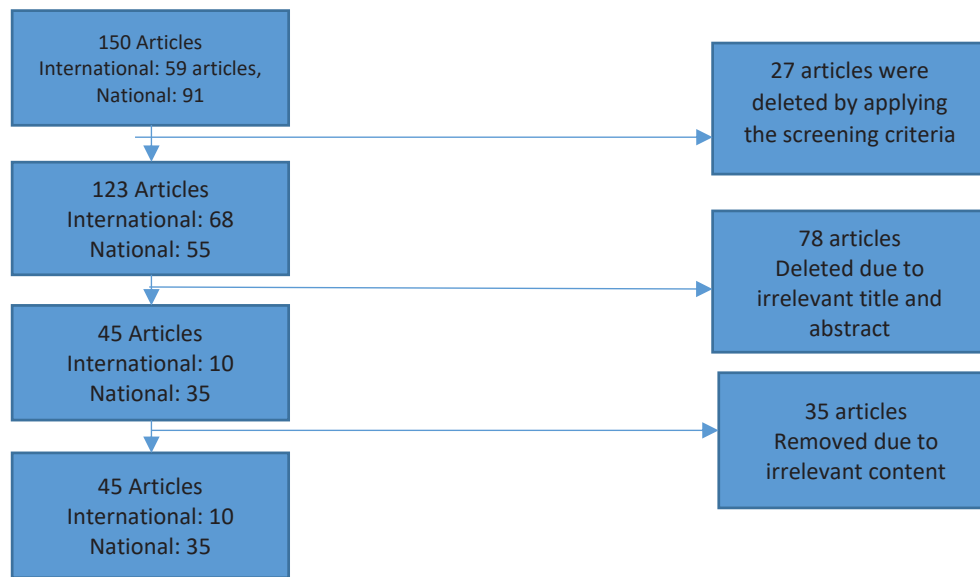 150 Articles
International: 59 articles,
National: 91
27 articles were
deleted by applying
the screening criteria
123 Articles
International: 68
National: 55
78 articles
Deleted due to
irrelevant title and
abstract
45 Articles
International: 10
National: 35
35 articles
Removed due to
irrelevant content
45 Articles
International: 10
National: 35